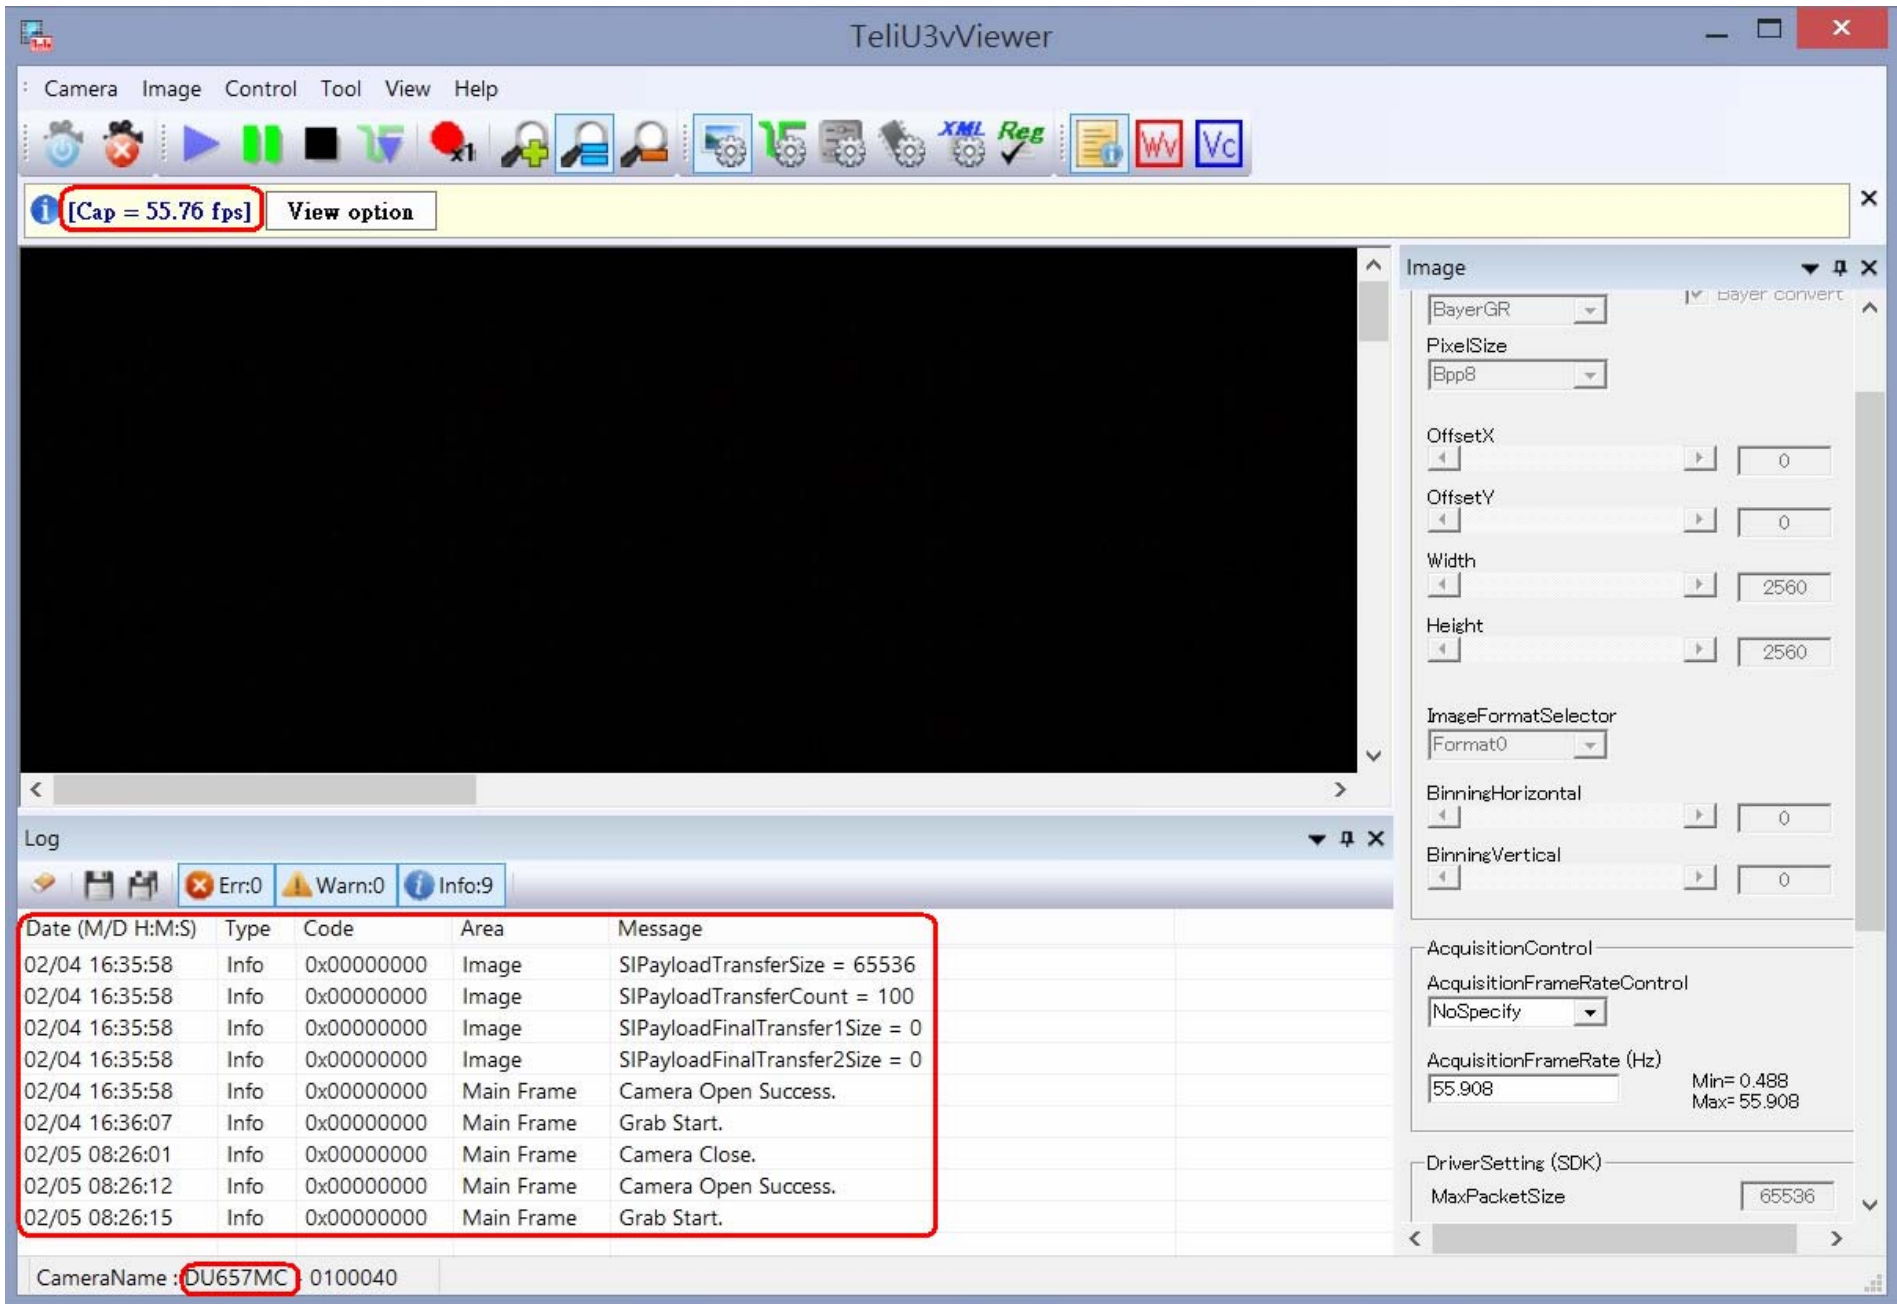 TeliU3vViewer
Camera Image Control Tool View Help
x1 XML Reg Wv Vc
[Cap = 55.76 fps] View option
Image
BayerGR Bayer convert
PixelSize
Bpp8
OffsetX
0
OffsetY
0
Width
2560
Height
2560
ImageFormatSelector
Format0
BinningHorizontal
0
BinningVertical
0
AcquisitionControl
AcquisitionFrameRateControl
NoSpecify
AcquisitionFrameRate (Hz)
55.908 Min= 0.488
Max= 55.908
DriverSetting (SDK)
MaxPacketSize 65536
Log
Err:0 Warn:0 Info:9
Date (M/D H:M:S) Type Code Area Message
02/04 16:35:58 Info 0x00000000 Image SIPayloadTransferSize = 65536
02/04 16:35:58 Info 0x00000000 Image SIPayloadTransferCount = 100
02/04 16:35:58 Info 0x00000000 Image SIPayloadFinalTransfer1Size = 0
02/04 16:35:58 Info 0x00000000 Image SIPayloadFinalTransfer2Size = 0
02/04 16:35:58 Info 0x00000000 Main Frame Camera Open Success.
02/04 16:36:07 Info 0x00000000 Main Frame Grab Start.
02/05 08:26:01 Info 0x00000000 Main Frame Camera Close.
02/05 08:26:12 Info 0x00000000 Main Frame Camera Open Success.
02/05 08:26:15 Info 0x00000000 Main Frame Grab Start.
CameraName : DU657MC - 0100040